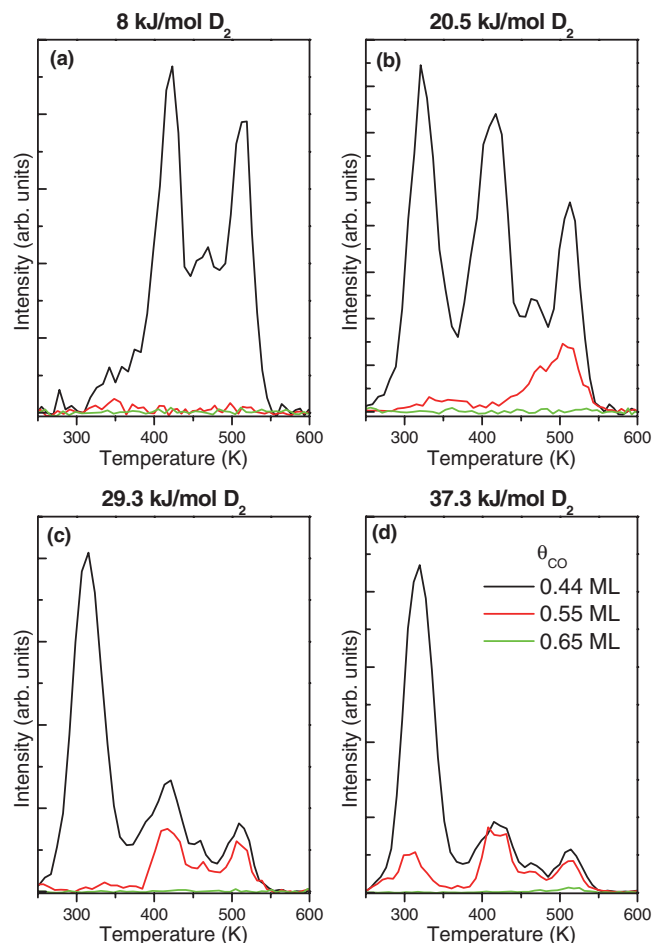 8 kJ/mol D2
(a)
Intensity (arb. units)
300 400 500 600
Temperature (K)
20.5 kJ/mol D2
(b)
Intensity (arb. units)
300 400 500 600
Temperature (K)
29.3 kJ/mol D2
(c)
Intensity (arb. units)
300 400 500 600
Temperature (K)
37.3 kJ/mol D2
(d)
θCO
0.44 ML
0.55 ML
0.65 ML
Intensity (arb. units)
300 400 500 600
Temperature (K)